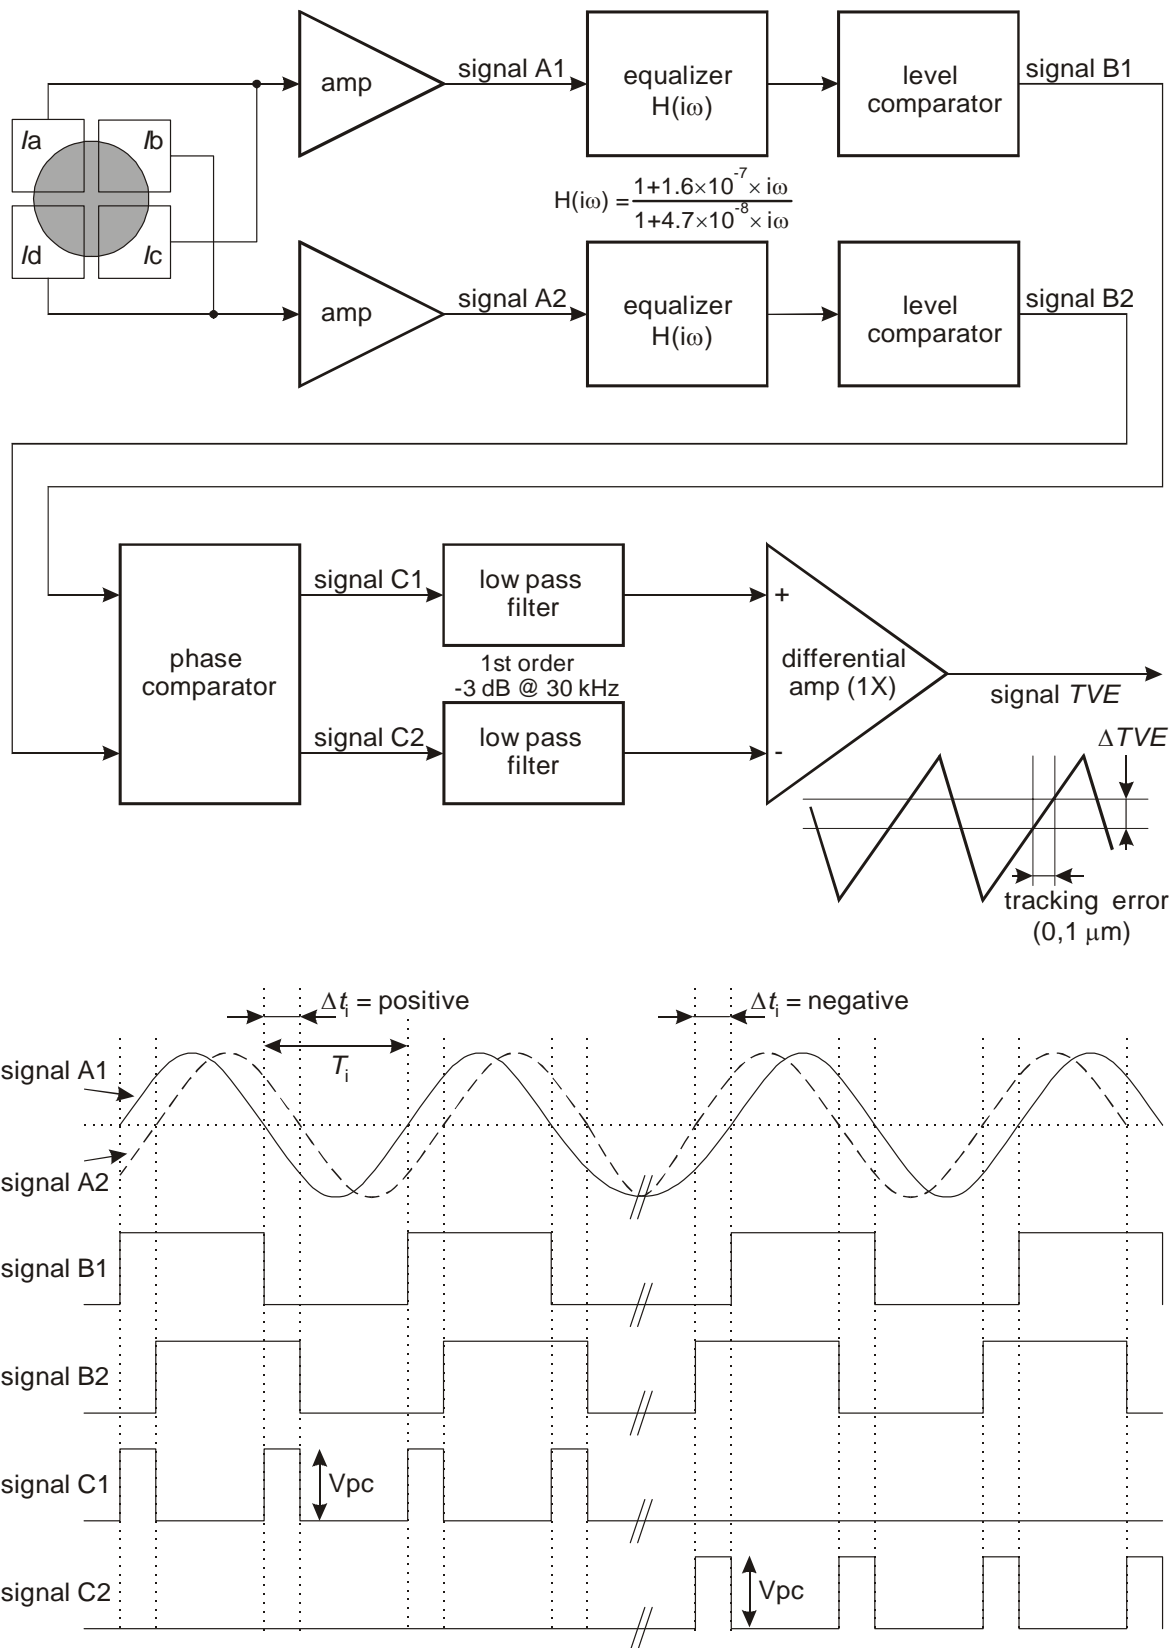 amp
signal A1
equalizer
H(iω)
level
comparator
signal B1
Ia
Ib
Id
Ic
H(iω) = 1+1.6×10⁻⁷× iω
1+4.7×10⁻⁸× iω
amp
signal A2
equalizer
H(iω)
level
comparator
signal B2
phase
comparator
signal C1
low pass
filter
1st order
-3 dB @ 30 kHz
signal C2
low pass
filter
+
-
differential
amp (1X)
signal TVE
ΔTVE
tracking error
(0,1 μm)
Δtᵢ = positive
Δtᵢ = negative
Tᵢ
signal A1
signal A2
signal B1
signal B2
signal C1
Vpc
signal C2
Vpc